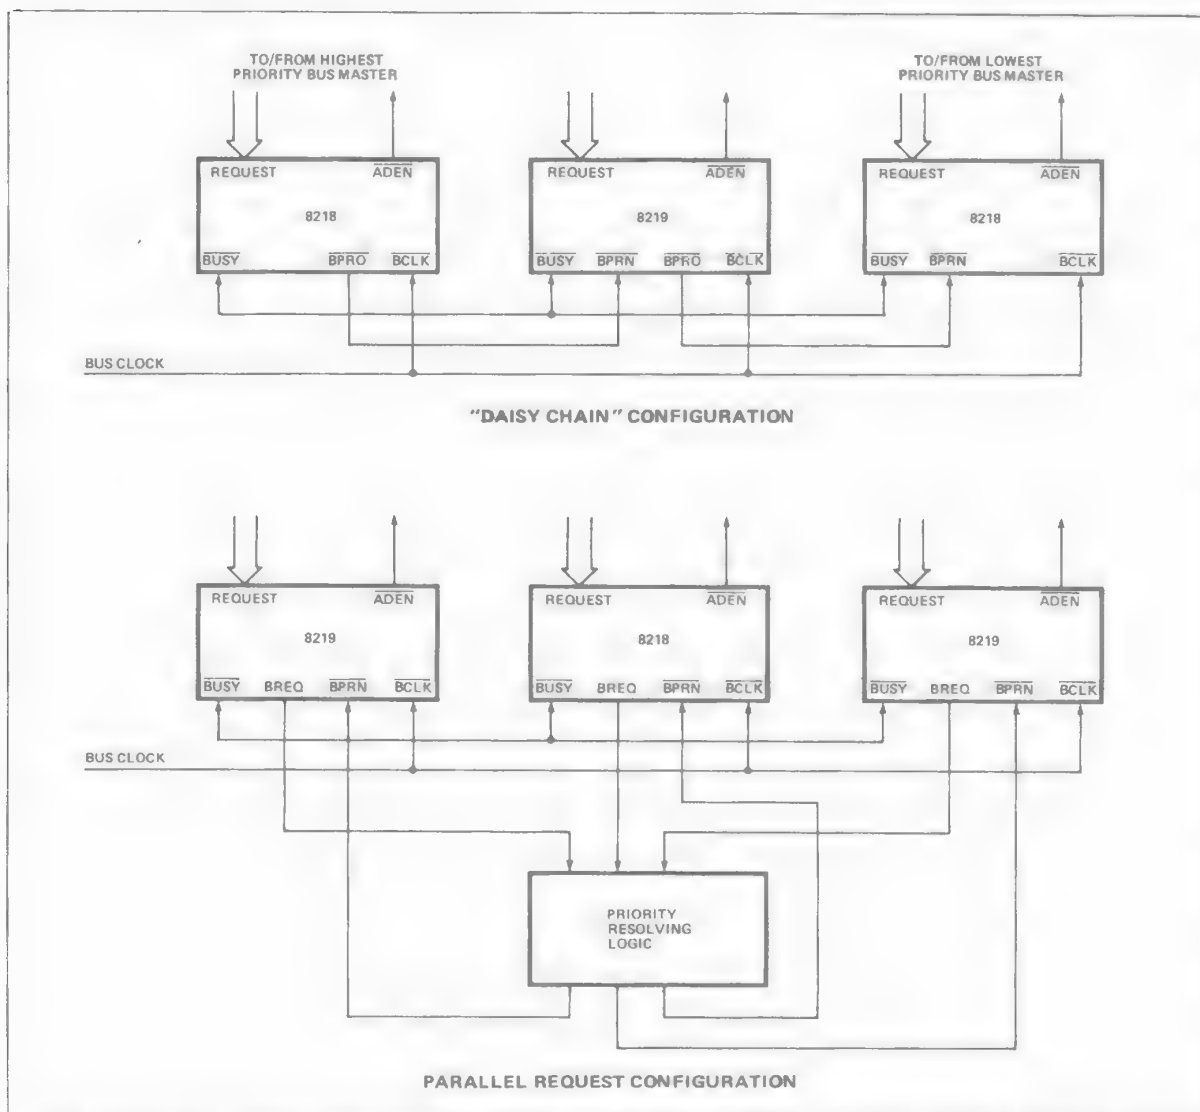 TO/FROM HIGHEST
PRIORITY BUS MASTER
TO/FROM LOWEST
PRIORITY BUS MASTER
REQUEST ADEN
8218
BUSY BPRO BCLK
REQUEST ADEN
8219
BUSY BPRN BPRO BCLK
REQUEST ADEN
8218
BUSY BPRN BCLK
BUS CLOCK
"DAISY CHAIN" CONFIGURATION
REQUEST ADEN
8219
BUSY BREQ BPRN BCLK
REQUEST ADEN
8218
BUSY BREQ BPRN BCLK
REQUEST ADEN
8219
BUSY BREQ BPRN BCLK
BUS CLOCK
PRIORITY
RESOLVING
LOGIC
PARALLEL REQUEST CONFIGURATION